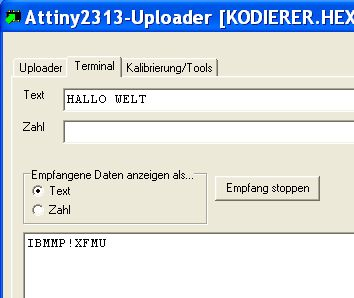 Attiny2313-Uploader [KODIERER.HEX
Uploader Terminal Kalibrierung/Tools
Text HALLO WELT
Zahl
Empfangene Daten anzeigen als...
Text
Empfang stoppen
Zahl
IBMMP!XFMU